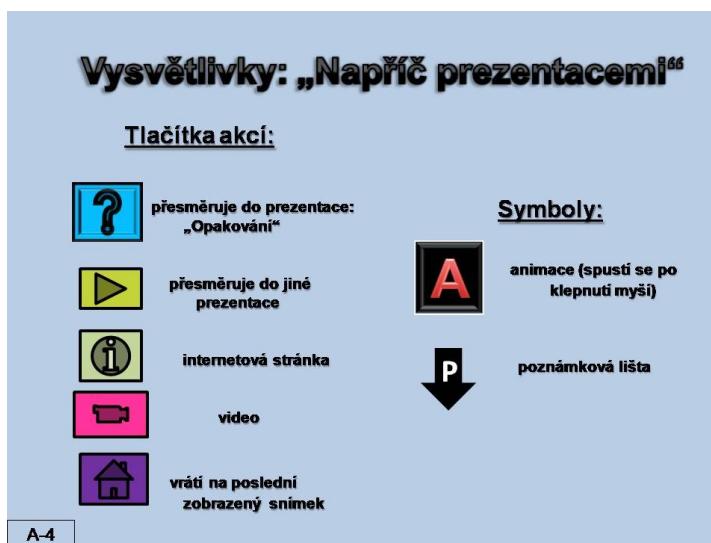 Vysvětlivky: „Napříč prezentacemi“
Tlačítka akcí:
přesměruje do prezentace:
„Opakování“
přesměruje do jiné
prezentace
internetová stránka
video
vrátí na poslední
zobrazený snímek
Symboly:
A
animace (spustí se po
klepnutí myší)
P
poznámková lišta
A-4